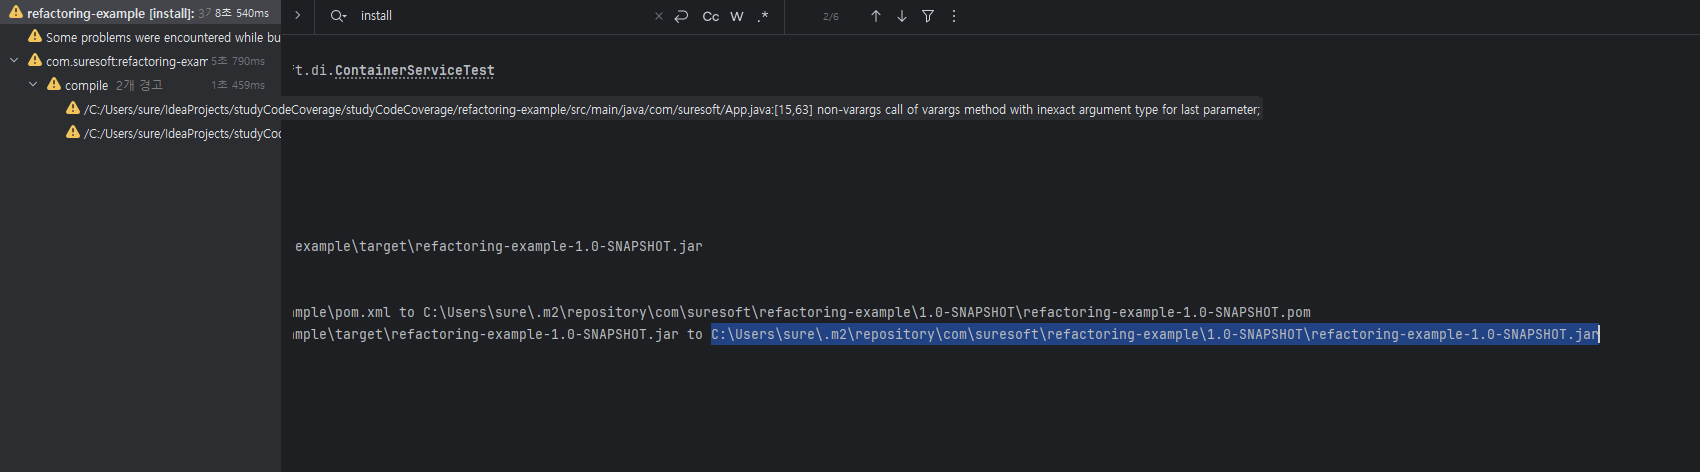 refactoring-example [install]: 8초 540ms
install
Cc W .*
2/6
Some problems were encountered while bu
com.suresoft:refactoring-exam 5초 790ms
t.di.ContainerServiceTest
compile 2개 경고 1초 459ms
/C:/Users/sure/IdeaProjects/studyCodeCoverage/studyCodeCoverage/refactoring-example/src/main/java/com/suresoft/App.java:[15,63] non-varargs call of varargs method with inexact argument type for last parameter;
/C:/Users/sure/IdeaProjects/studyCod
example\target\refactoring-example-1.0-SNAPSHOT.jar
mple\pom.xml to C:\Users\sure\.m2\repository\com\suresoft\refactoring-example\1.0-SNAPSHOT\refactoring-example-1.0-SNAPSHOT.pom
mple\target\refactoring-example-1.0-SNAPSHOT.jar to C:\Users\sure\.m2\repository\com\suresoft\refactoring-example\1.0-SNAPSHOT\refactoring-example-1.0-SNAPSHOT.jar